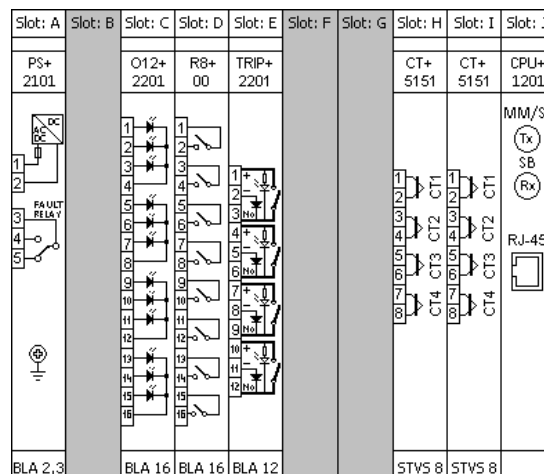 Slot: A Slot: B Slot: C Slot: D Slot: E Slot: F Slot: G Slot: H Slot: I Slot: J
PS+ O12+ R8+ TRIP+ CT+ CT+ CPU+
2101 2201 00 2201 5151 5151 1201
AC
DC
DC
1
2
FAULT
RELAY
3
4
5
1
2
3
4
5
6
7
8
9
10
11
12
13
14
15
16
1
2
3
4
5
6
7
8
9
10
11
12
13
14
15
16
1 +
2 -
3 No
4 +
5 -
6 No
7 +
8 -
9 No
10 +
11 -
12 No
1
2 CT1
3
4 CT2
5
6 CT3
7
8 CT4
1
2 CT1
3
4 CT2
5
6 CT3
7
8 CT4
MM/S
Tx
SB
Rx
RJ-45
BLA 2,3 BLA 16 BLA 16 BLA 12 STVS 8 STVS 8